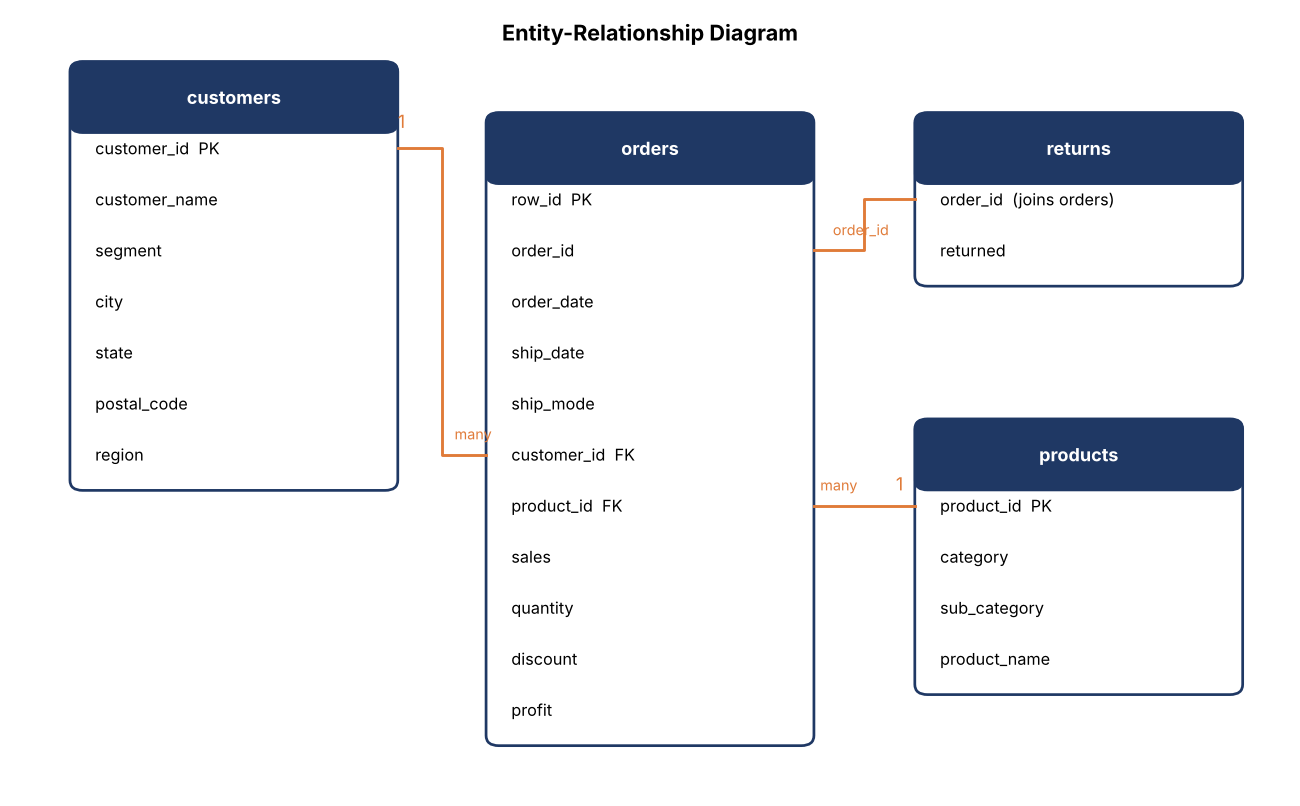 Entity-Relationship Diagram
customers
customer_id PK
customer_name
segment
city
state
postal_code
region
1
many
orders
row_id PK
order_id
order_date
ship_date
ship_mode
customer_id FK
product_id FK
sales
quantity
discount
profit
order_id
returns
order_id (joins orders)
returned
many
1
products
product_id PK
category
sub_category
product_name